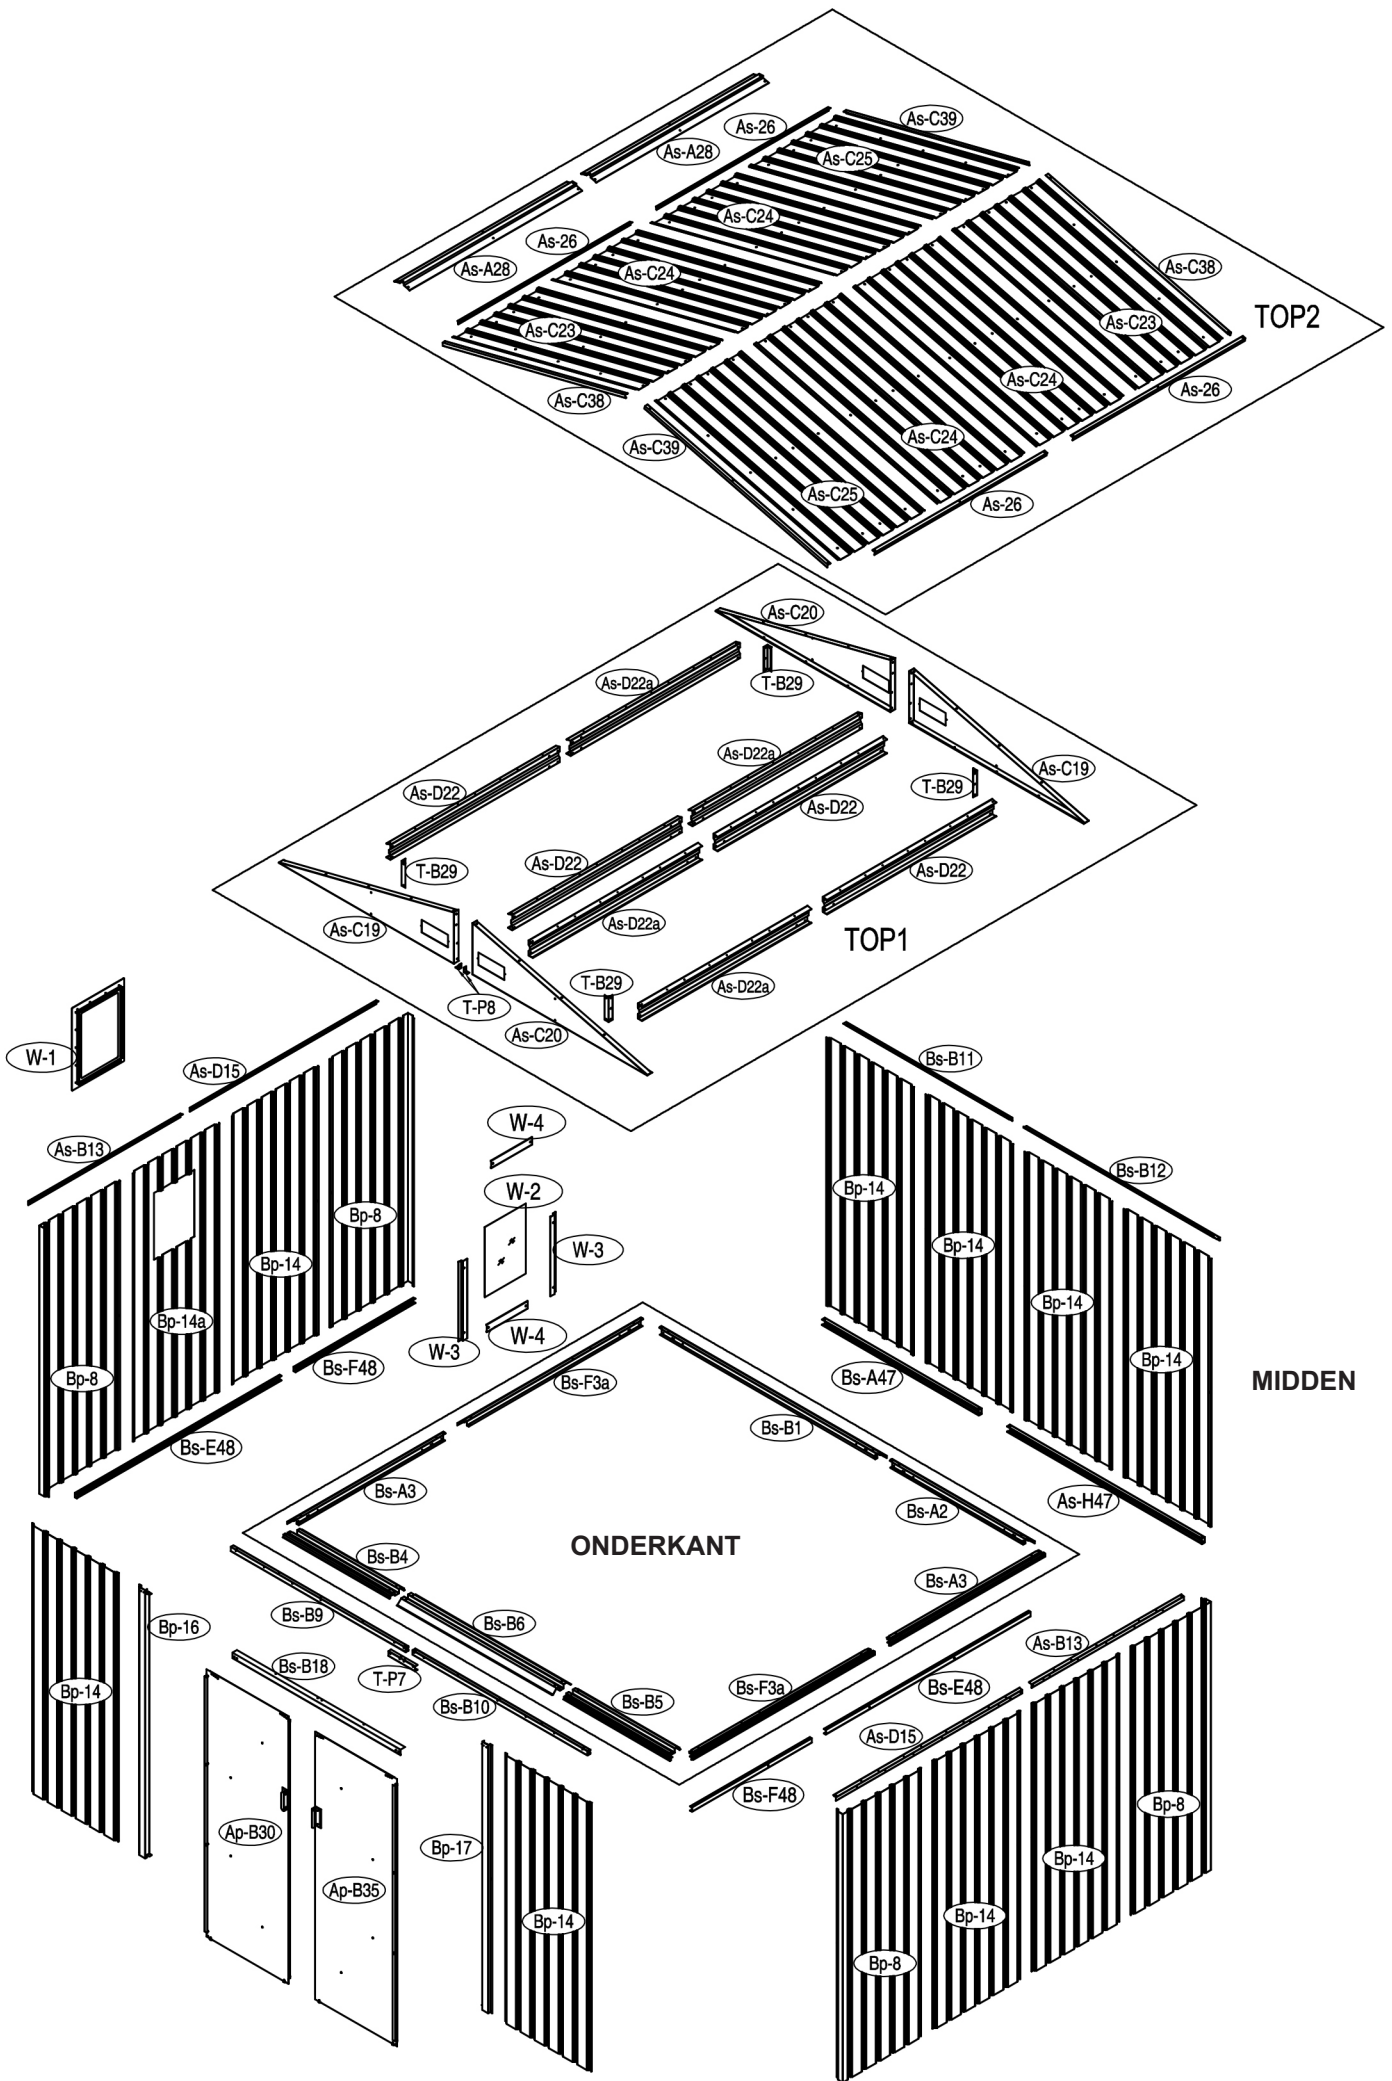 As-C39
As-26
As-A28
As-C25
As-C24
As-26
As-A28
As-C24
As-C38
As-C23
As-C23
TOP2
As-C24
As-26
As-C38
As-C39
As-C24
As-C25
As-26
As-C20
As-D22a
T-B29
As-D22a
As-C19
As-D22
T-B29
As-D22
As-D22
T-B29
As-D22
As-C19
As-D22a
TOP1
T-B29
As-D22a
T-P8
As-C20
W-1
As-D15
Bs-B11
As-B13
W-4
Bs-B12
W-2
Bp-14
Bp-8
Bp-14
W-3
Bp-14
Bp-14
Bp-14a
W-4
W-3
Bp-14
Bp-8
Bs-F48
Bs-A47
MIDDEN
Bs-F3a
Bs-B1
Bs-E48
Bs-A3
As-H47
Bs-A2
ONDERKANT
Bs-B4
Bs-A3
Bs-B9
Bs-B6
Bp-16
As-B13
Bs-B18
T-P7
Bp-14
Bs-B10
Bs-B5
Bs-F3a
Bs-E48
As-D15
Bs-F48
Bp-8
Ap-B30
Bp-17
Bp-14
Ap-B35
Bp-14
Bp-14
Bp-8